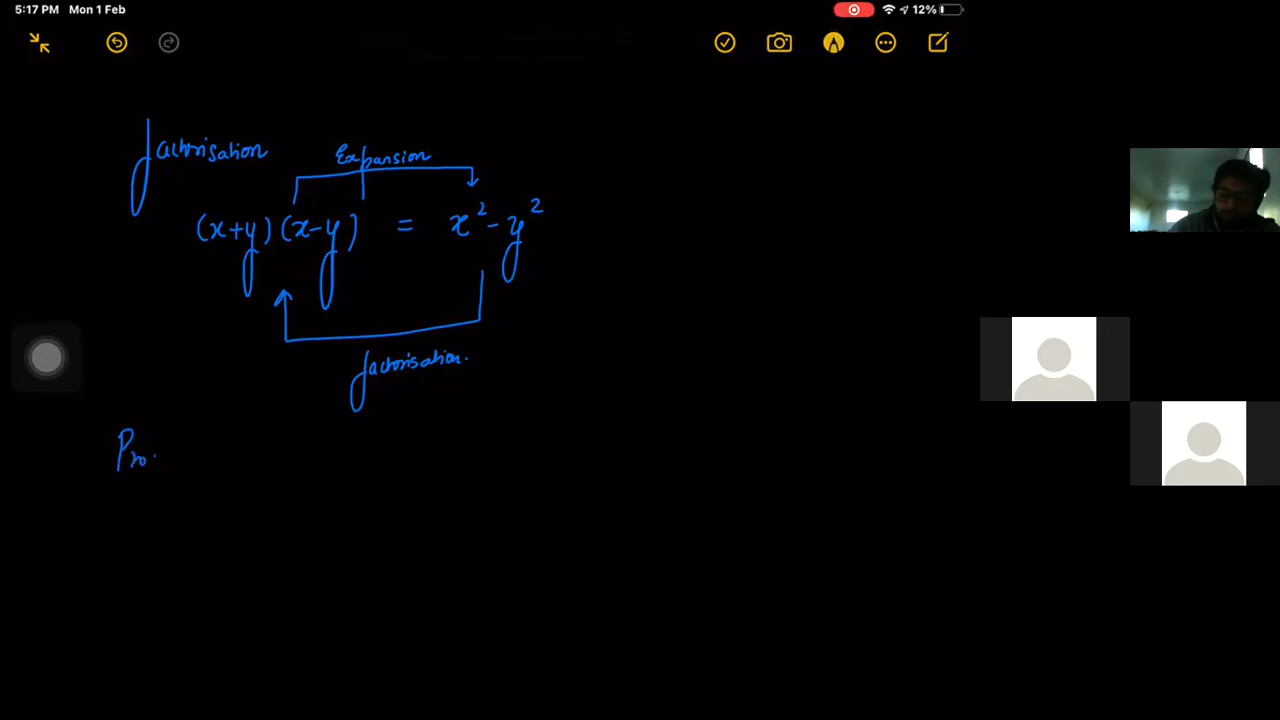 5:17 PM Mon 1 Feb
12%
factorisation
Expansion
(x+y)(x-y) = x² - y²
factorisation.
Pro.